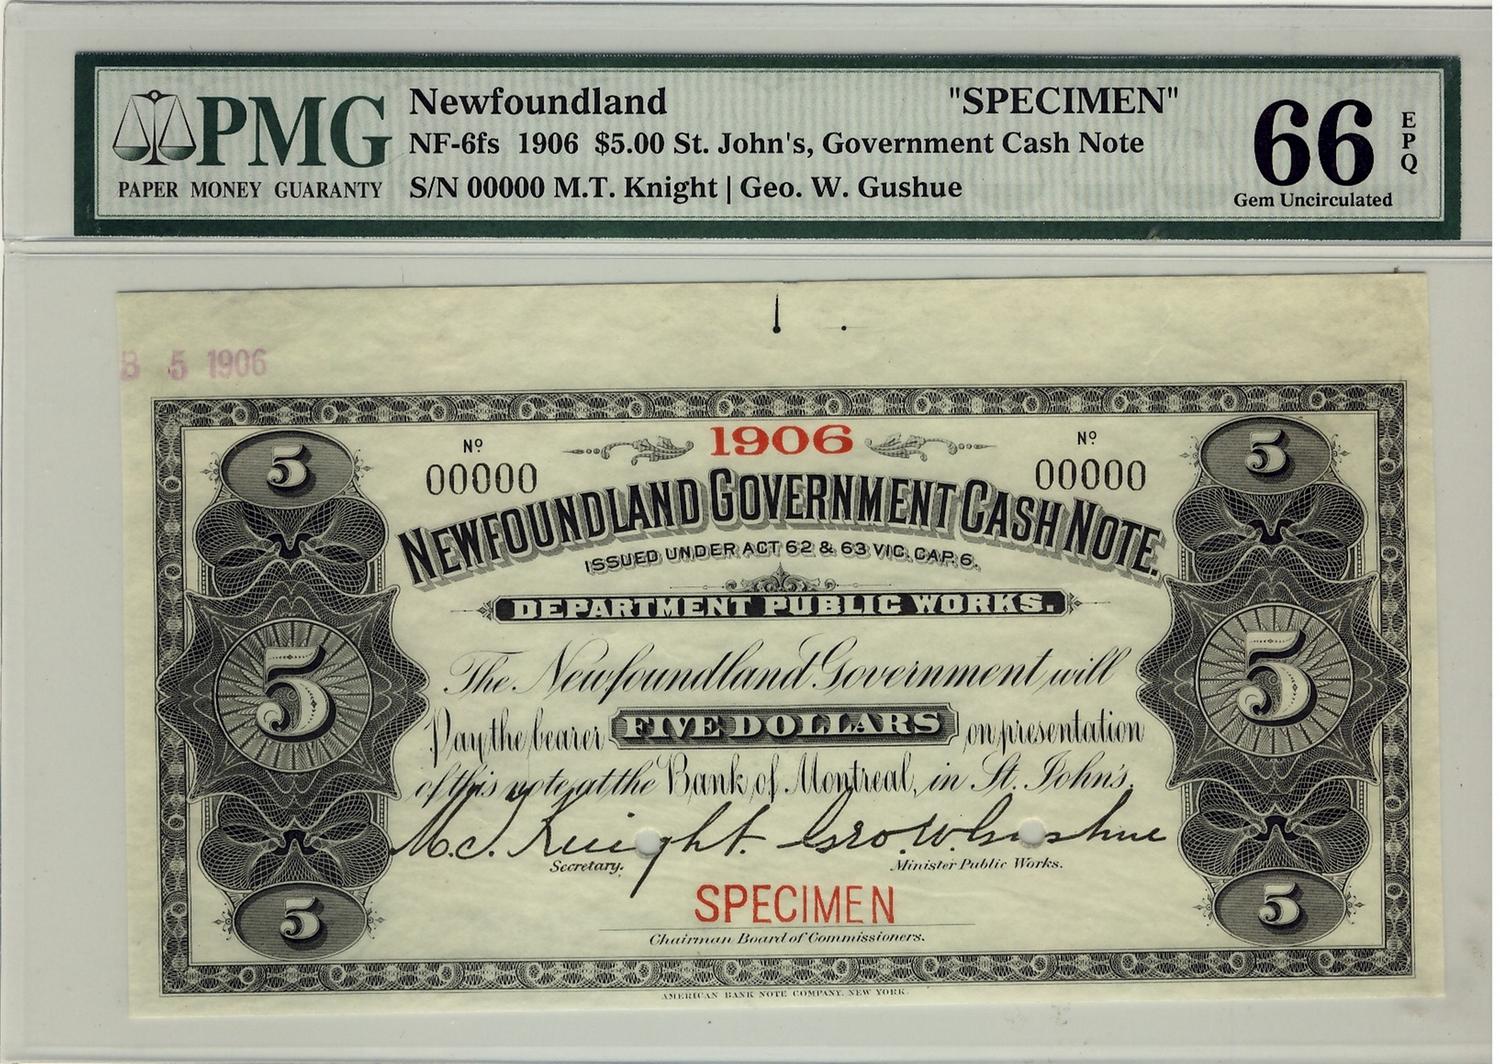 PMG
PAPER MONEY GUARANTY
Newfoundland "SPECIMEN"
NF-6fs 1906 $5.00 St. John's, Government Cash Note
S/N 00000 M.T. Knight | Geo. W. Gushue
66
EPQ
Gem Uncirculated
B 5 1906
5 5
Nº 1906 Nº
00000 00000
NEWFOUNDLAND GOVERNMENT CASH NOTE.
ISSUED UNDER ACT 62 & 63 VIC. CAP. 6.
DEPARTMENT PUBLIC WORKS.
The Newfoundland Government will
5 Pay the bearer FIVE DOLLARS on presentation 5
of this note at the Bank of Montreal, in St. John's.
M.T. Knight. Geo. W. Gushue
Secretary. Minister Public Works.
5 SPECIMEN 5
Chairman Board of Commissioners.
AMERICAN BANK NOTE COMPANY, NEW YORK.